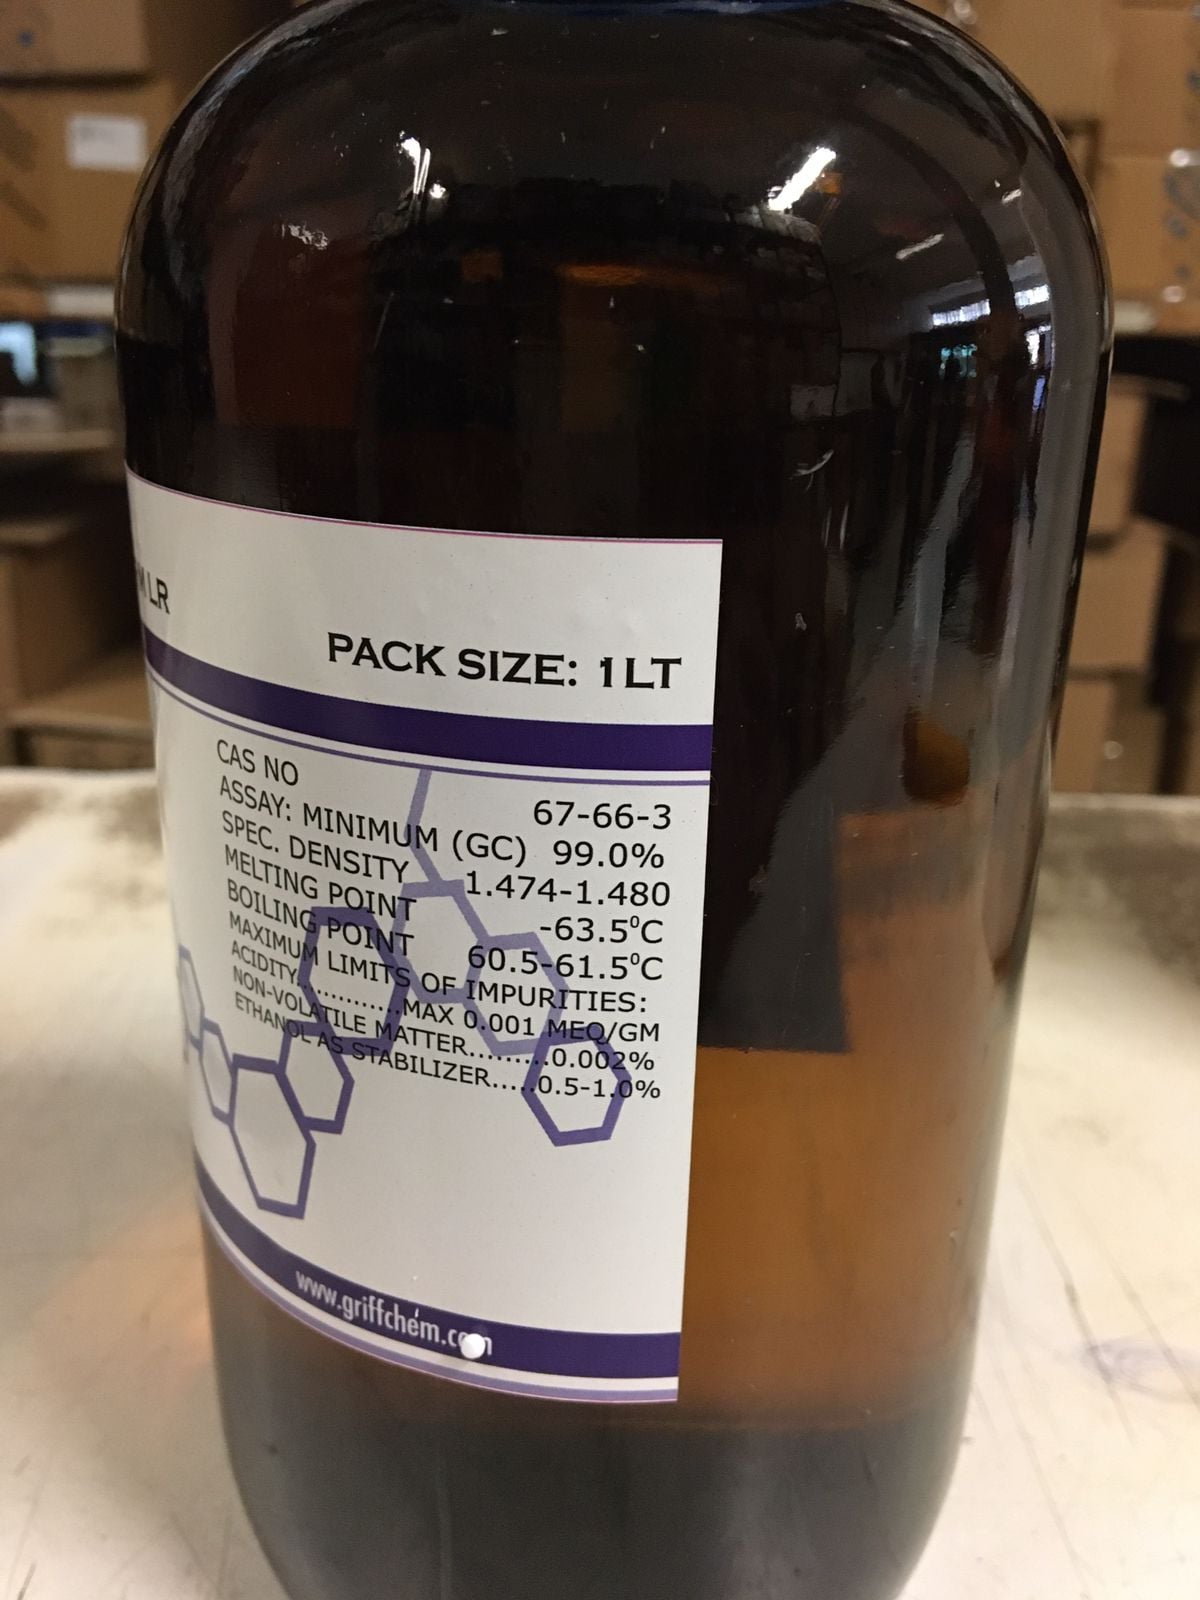 M LR
PACK SIZE: 1LT
CAS NO 67-66-3
ASSAY: MINIMUM (GC) 99.0%
SPEC. DENSITY 1.474-1.480
MELTING POINT -63.5⁰C
BOILING POINT 60.5-61.5⁰C
MAXIMUM LIMITS OF IMPURITIES:
ACIDITY..............MAX 0.001 MEQ/GM
NON-VOLATILE MATTER.........0.002%
ETHANOL AS STABILIZER.....0.5-1.0%
www.griffchem.com